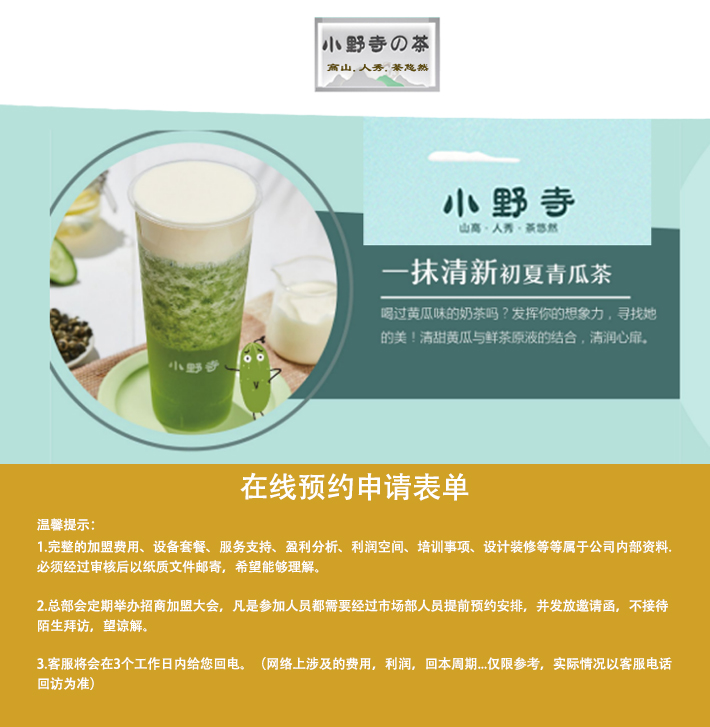 小野寺の茶
高山.人秀.茶悠然
小野寺
山高·人秀·茶悠然
一抹清新初夏青瓜茶
喝过黄瓜味的奶茶吗？发挥你的想象力，寻找她
的美！清甜黄瓜与鲜茶原液的结合，清润心扉。
小野寺
在线预约申请表单
温馨提示：
1.完整的加盟费用、设备套餐、服务支持、盈利分析、利润空间、培训事项、设计装修等等属于公司内部资料.
必须经过审核后以纸质文件邮寄，希望能够理解。
2.总部会定期举办招商加盟大会，凡是参加人员都需要经过市场部人员提前预约安排，并发放邀请函，不接待
陌生拜访，望谅解。
3.客服将会在3个工作日内给您回电。（网络上涉及的费用，利润，回本周期...仅限参考，实际情况以客服电话
回访为准）